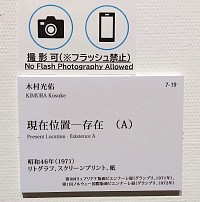 撮影可(※フラッシュ禁止)
No Flash Photography Allowed
木村光佑
KIMURA Kosuke
7-19
現在位置―存在 (A)
Present Location - Existence A
昭和46年(1971)
リトグラフ、スクリーンプリント、紙